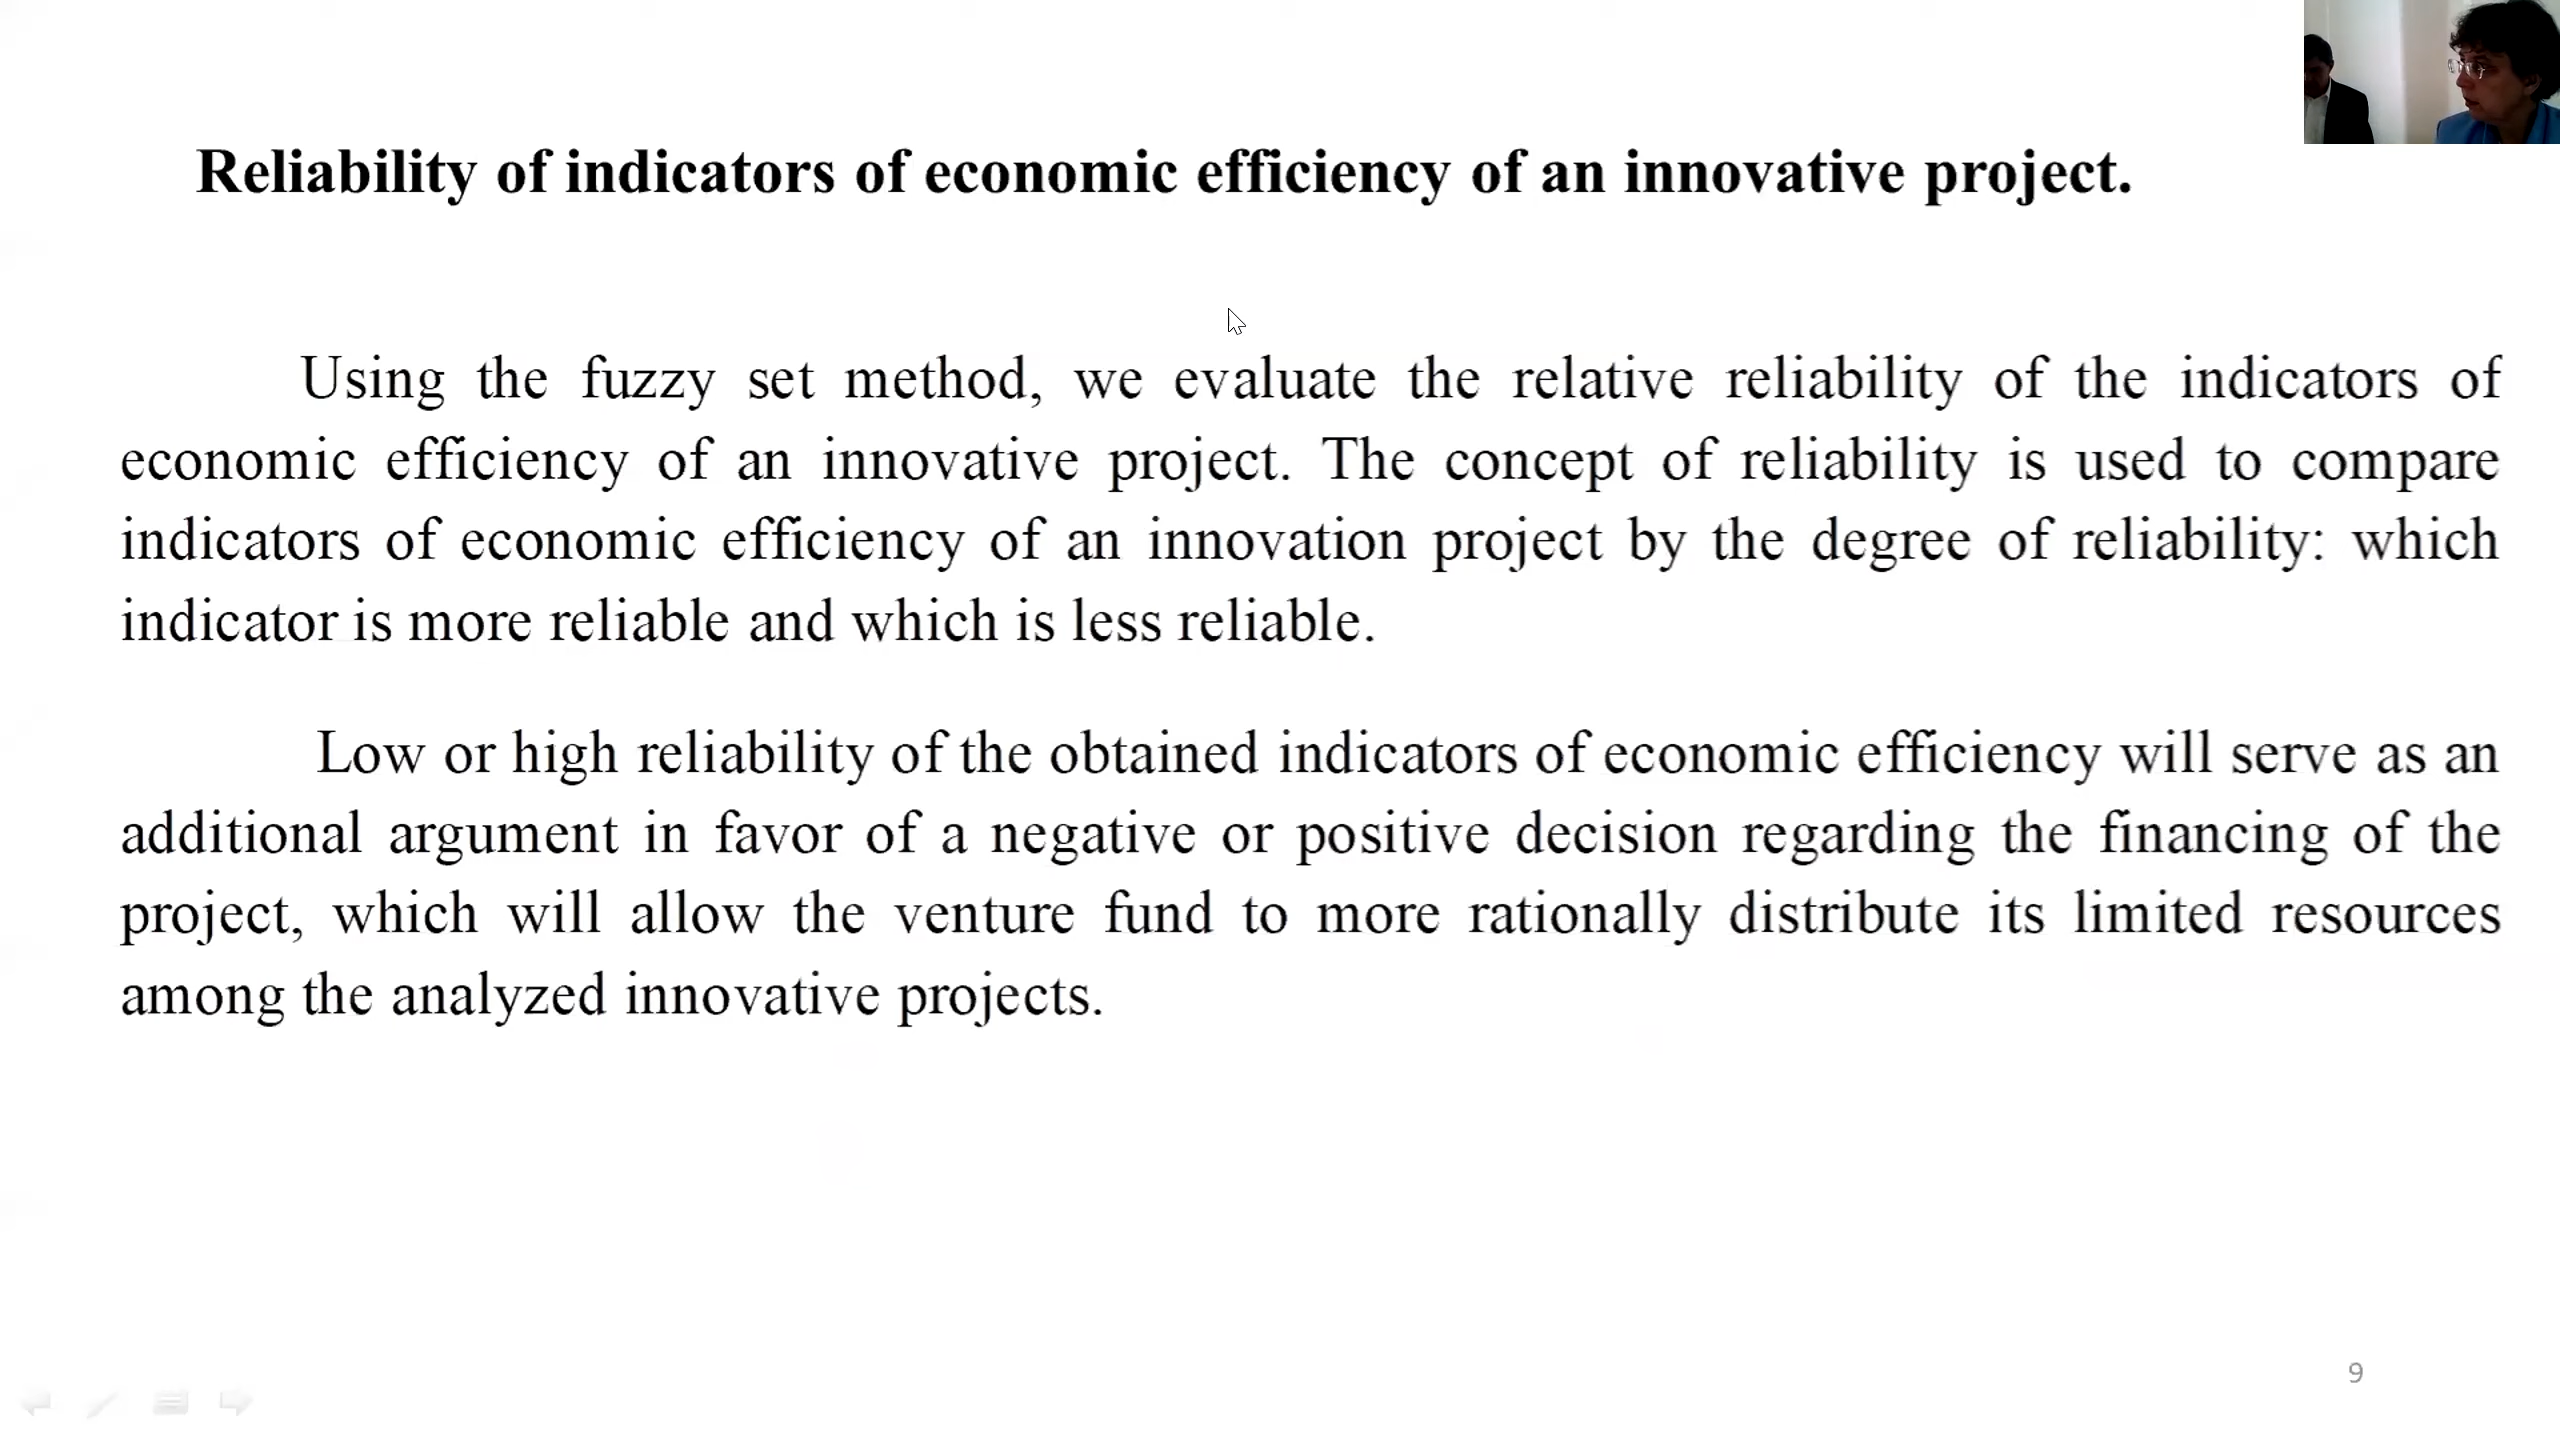 Reliability of indicators of economic efficiency of an innovative project.
Using the fuzzy set method, we evaluate the relative reliability of the indicators of
economic efficiency of an innovative project. The concept of reliability is used to compare
indicators of economic efficiency of an innovation project by the degree of reliability: which
indicator is more reliable and which is less reliable.
Low or high reliability of the obtained indicators of economic efficiency will serve as an
additional argument in favor of a negative or positive decision regarding the financing of the
project, which will allow the venture fund to more rationally distribute its limited resources
among the analyzed innovative projects.
9